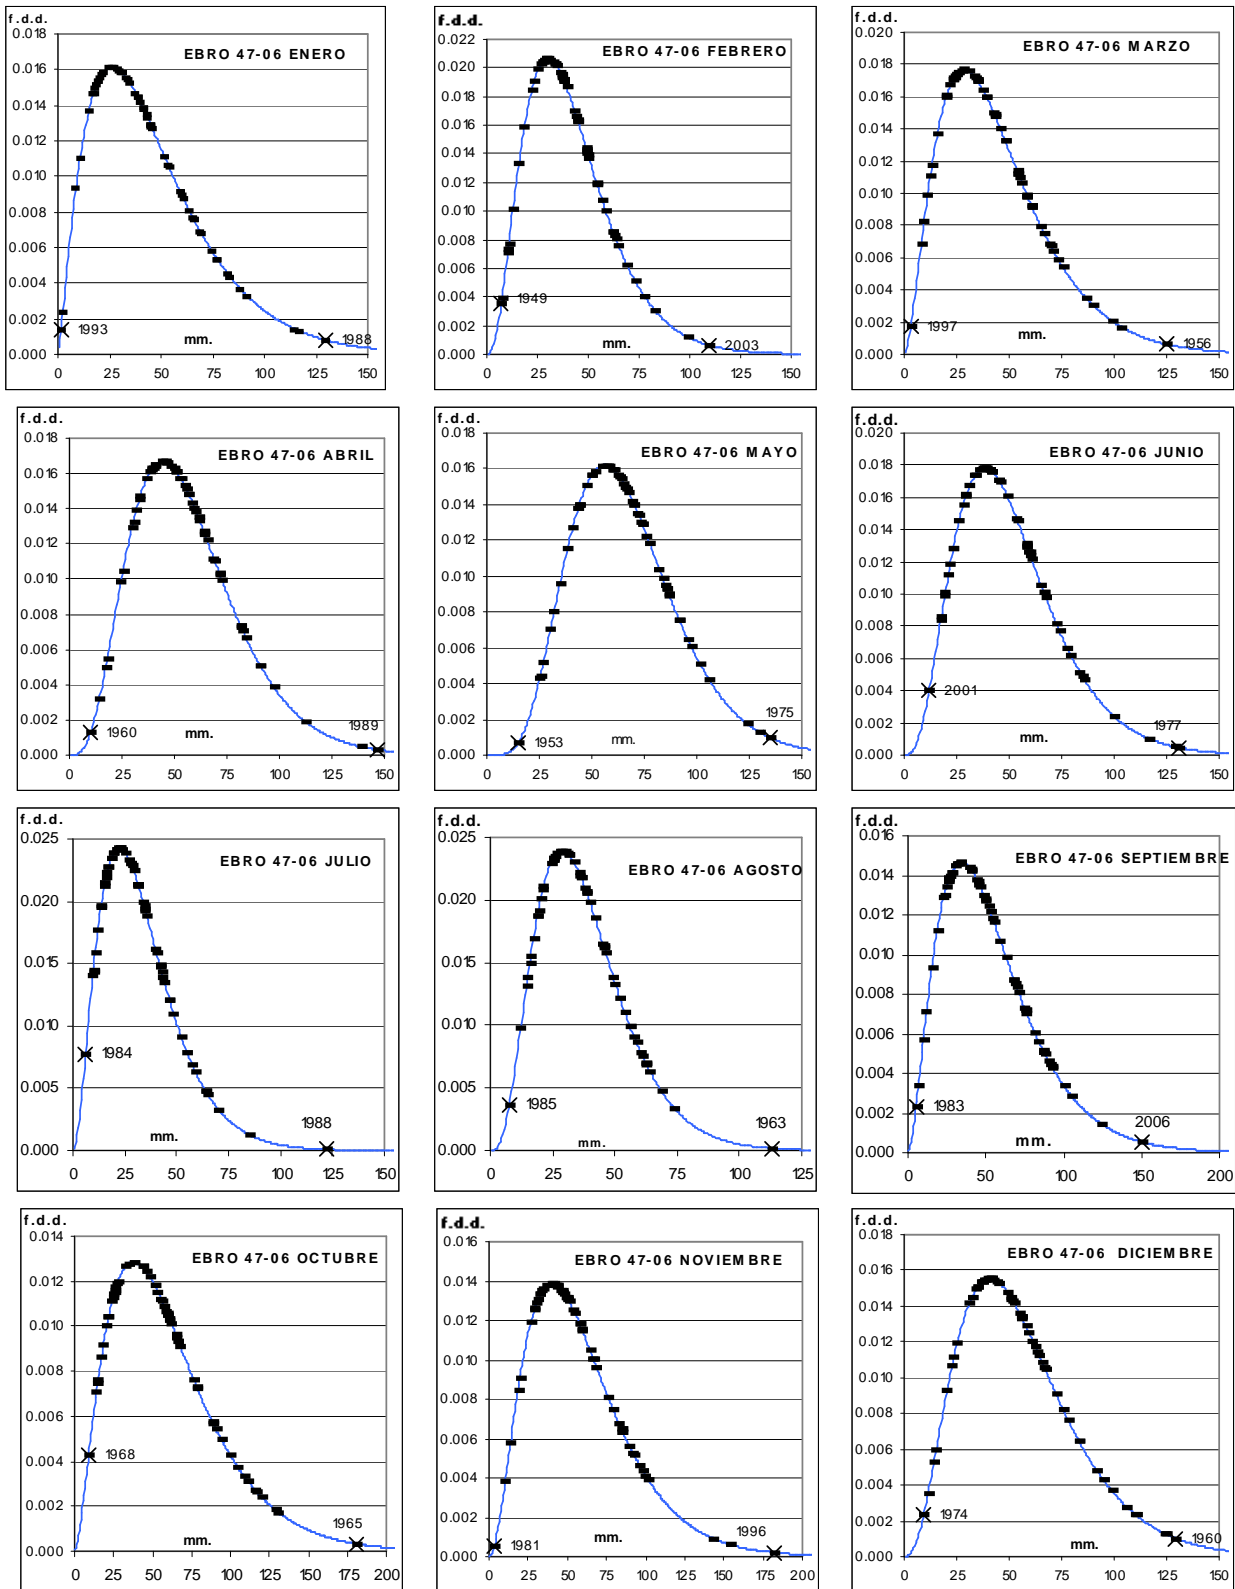 f.d.d.
EBRO 47-06 ENERO
0.018
0.016
0.014
0.012
0.010
0.008
0.006
0.004
0.002
0.000
1993
mm.
1988
0 25 50 75 100 125 150
f.d.d.
EBRO 47-06 FEBRERO
0.022
0.020
0.018
0.016
0.014
0.012
0.010
0.008
0.006
0.004
0.002
0.000
1949
mm.
2003
0 25 50 75 100 125 150
f.d.d.
EBRO 47-06 MARZO
0.020
0.018
0.016
0.014
0.012
0.010
0.008
0.006
0.004
0.002
0.000
1997
mm.
1956
0 25 50 75 100 125 150
f.d.d.
EBRO 47-06 ABRIL
0.018
0.016
0.014
0.012
0.010
0.008
0.006
0.004
0.002
0.000
1960
mm.
1989
0 25 50 75 100 125 150
f.d.d.
EBRO 47-06 MAYO
0.018
0.016
0.014
0.012
0.010
0.008
0.006
0.004
0.002
0.000
1953
mm.
1975
0 25 50 75 100 125 150
f.d.d.
EBRO 47-06 JUNIO
0.020
0.018
0.016
0.014
0.012
0.010
0.008
0.006
0.004
0.002
0.000
2001
mm.
1977
0 25 50 75 100 125 150
f.d.d.
EBRO 47-06 JULIO
0.025
0.020
0.015
0.010
0.005
0.000
1984
mm.
1988
0 25 50 75 100 125 150
f.d.d.
EBRO 47-06 AGOSTO
0.025
0.020
0.015
0.010
0.005
0.000
1985
mm.
1963
0 25 50 75 100 125
f.d.d.
EBRO 47-06 SEPTIEMBRE
0.016
0.014
0.012
0.010
0.008
0.006
0.004
0.002
0.000
1983
mm.
2006
0 50 100 150 200
f.d.d.
EBRO 47-06 OCTUBRE
0.014
0.012
0.010
0.008
0.006
0.004
0.002
0.000
1968
mm.
1965
0 25 50 75 100 125 150 175 200
f.d.d.
EBRO 47-06 NOVIEMBRE
0.016
0.014
0.012
0.010
0.008
0.006
0.004
0.002
0.000
1981
mm.
1996
0 25 50 75 100 125 150 175 200
f.d.d.
EBRO 47-06 DICIEMBRE
0.018
0.016
0.014
0.012
0.010
0.008
0.006
0.004
0.002
0.000
1974
mm.
1960
0 25 50 75 100 125 150